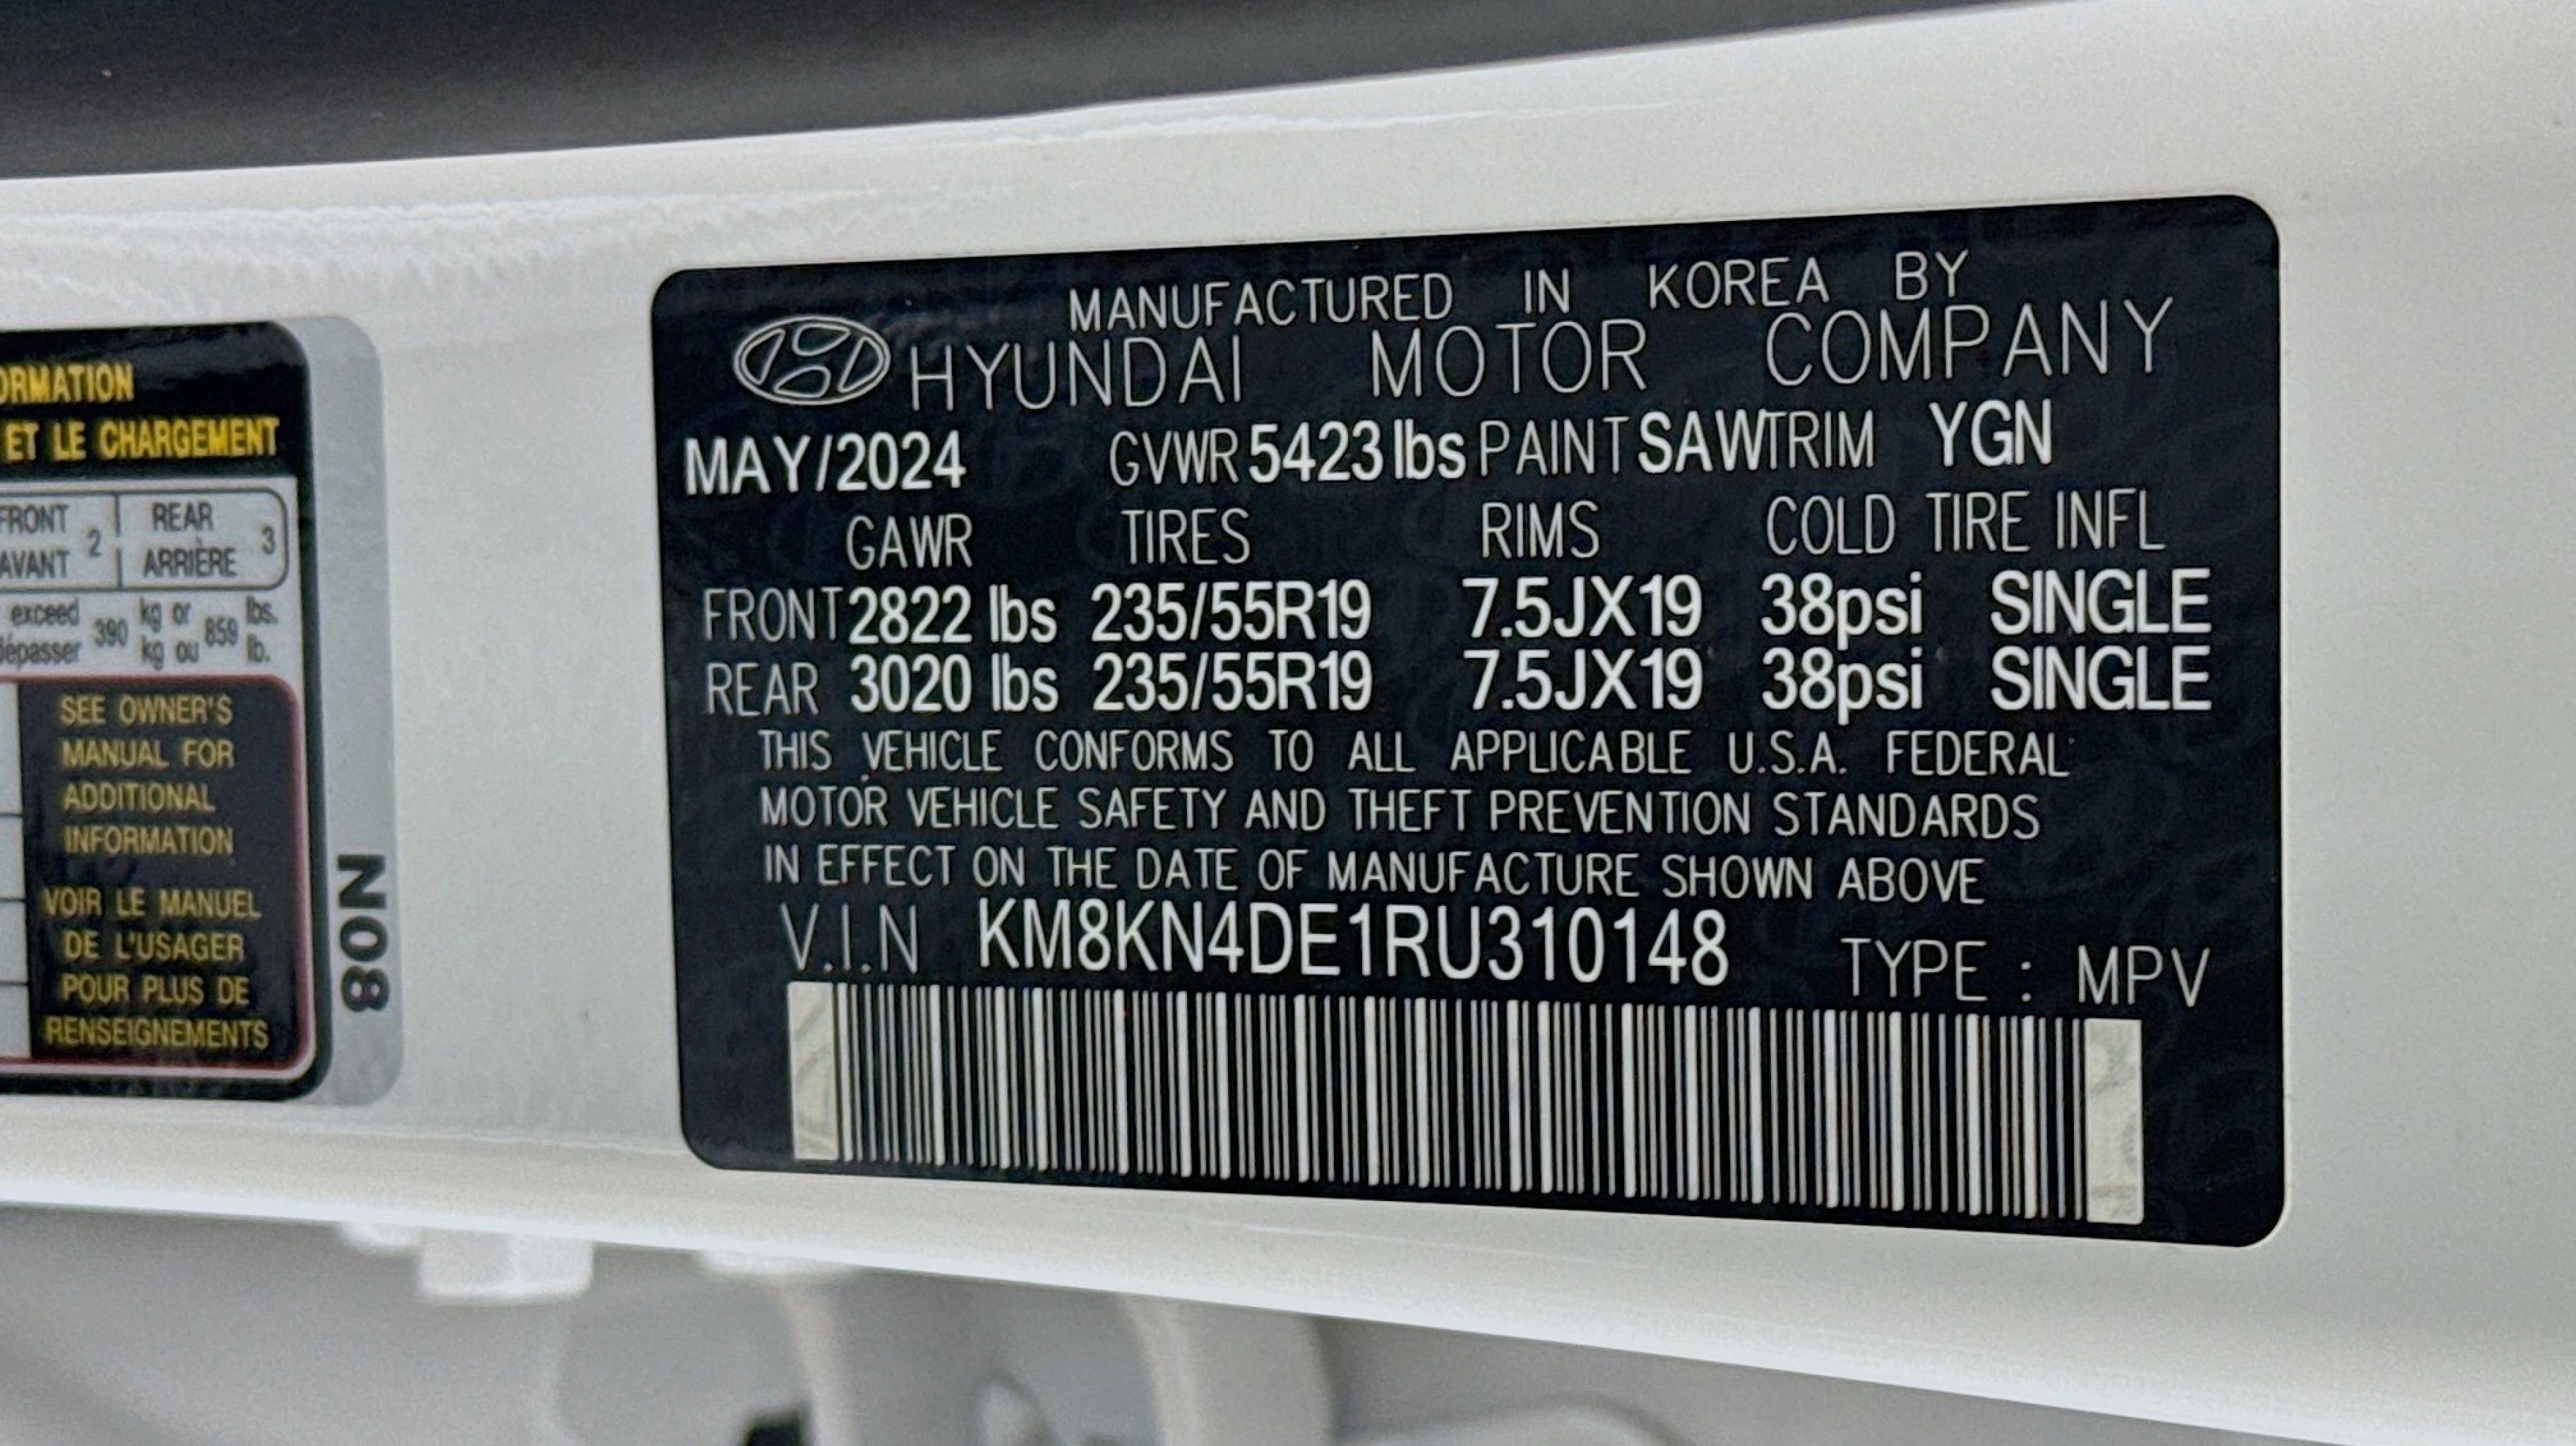 ORMATION
ET LE CHARGEMENT
FRONT 2 REAR 3
AVANT ARRIÈRE
exceed 390 kg or 859 lbs.
dépasser kg ou lb.
SEE OWNER'S
MANUAL FOR
ADDITIONAL
INFORMATION
VOIR LE MANUEL
DE L'USAGER
POUR PLUS DE
RENSEIGNEMENTS
N08
MANUFACTURED IN KOREA BY
HYUNDAI MOTOR COMPANY
MAY/2024 GVWR 5423 lbs PAINT SAW TRIM YGN
GAWR TIRES RIMS COLD TIRE INFL
FRONT 2822 lbs 235/55R19 7.5JX19 38psi SINGLE
REAR 3020 lbs 235/55R19 7.5JX19 38psi SINGLE
THIS VEHICLE CONFORMS TO ALL APPLICABLE U.S.A. FEDERAL
MOTOR VEHICLE SAFETY AND THEFT PREVENTION STANDARDS
IN EFFECT ON THE DATE OF MANUFACTURE SHOWN ABOVE
V.I.N KM8KN4DE1RU310148 TYPE : MPV